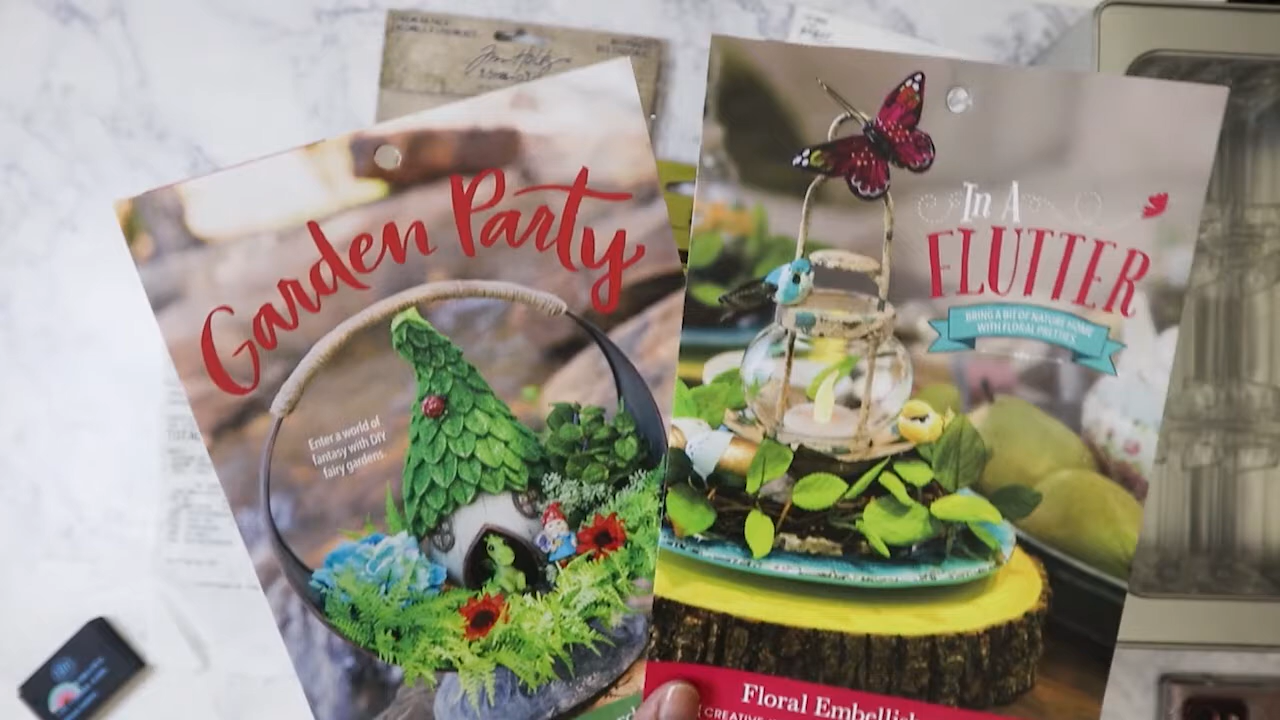 Garden Party
Enter a world of
fantasy with DIY
fairy gardens.
In A
FLUTTER
BRING A BIT OF NATURE HOME
WITH FLORAL PRETTIES
Floral Embellish
CREATIVE